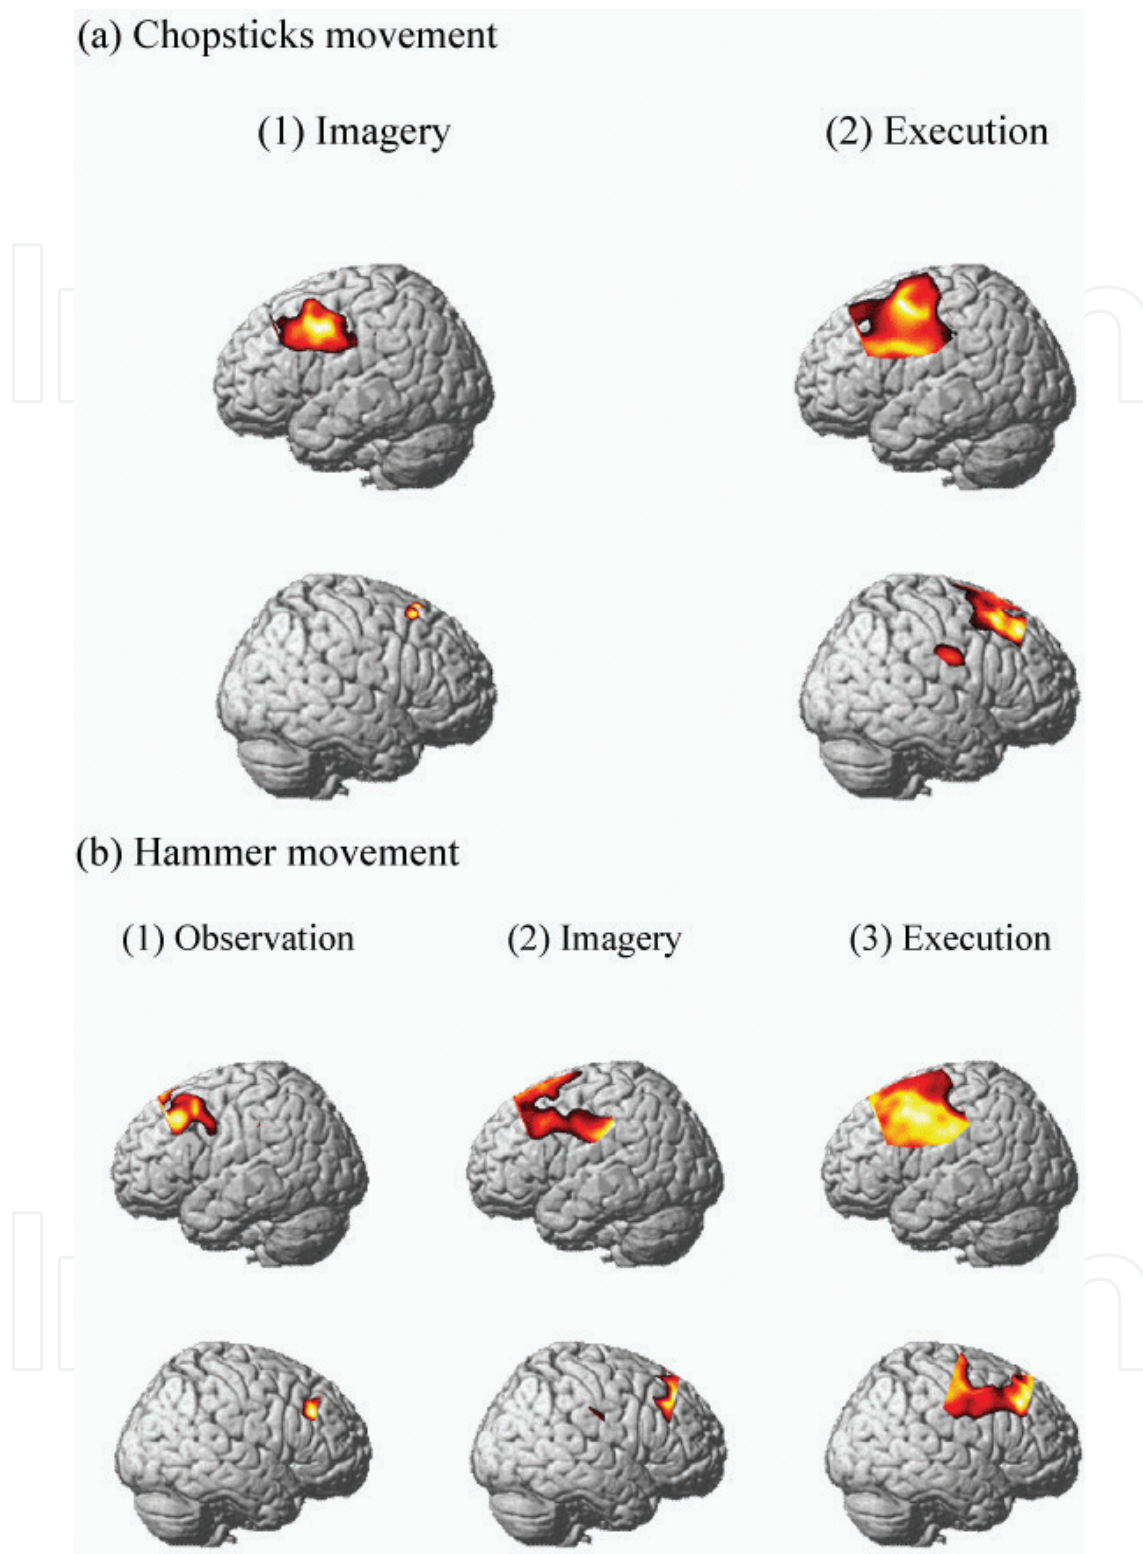 (a) Chopsticks movement
(1) Imagery
(2) Execution
(b) Hammer movement
(1) Observation
(2) Imagery
(3) Execution